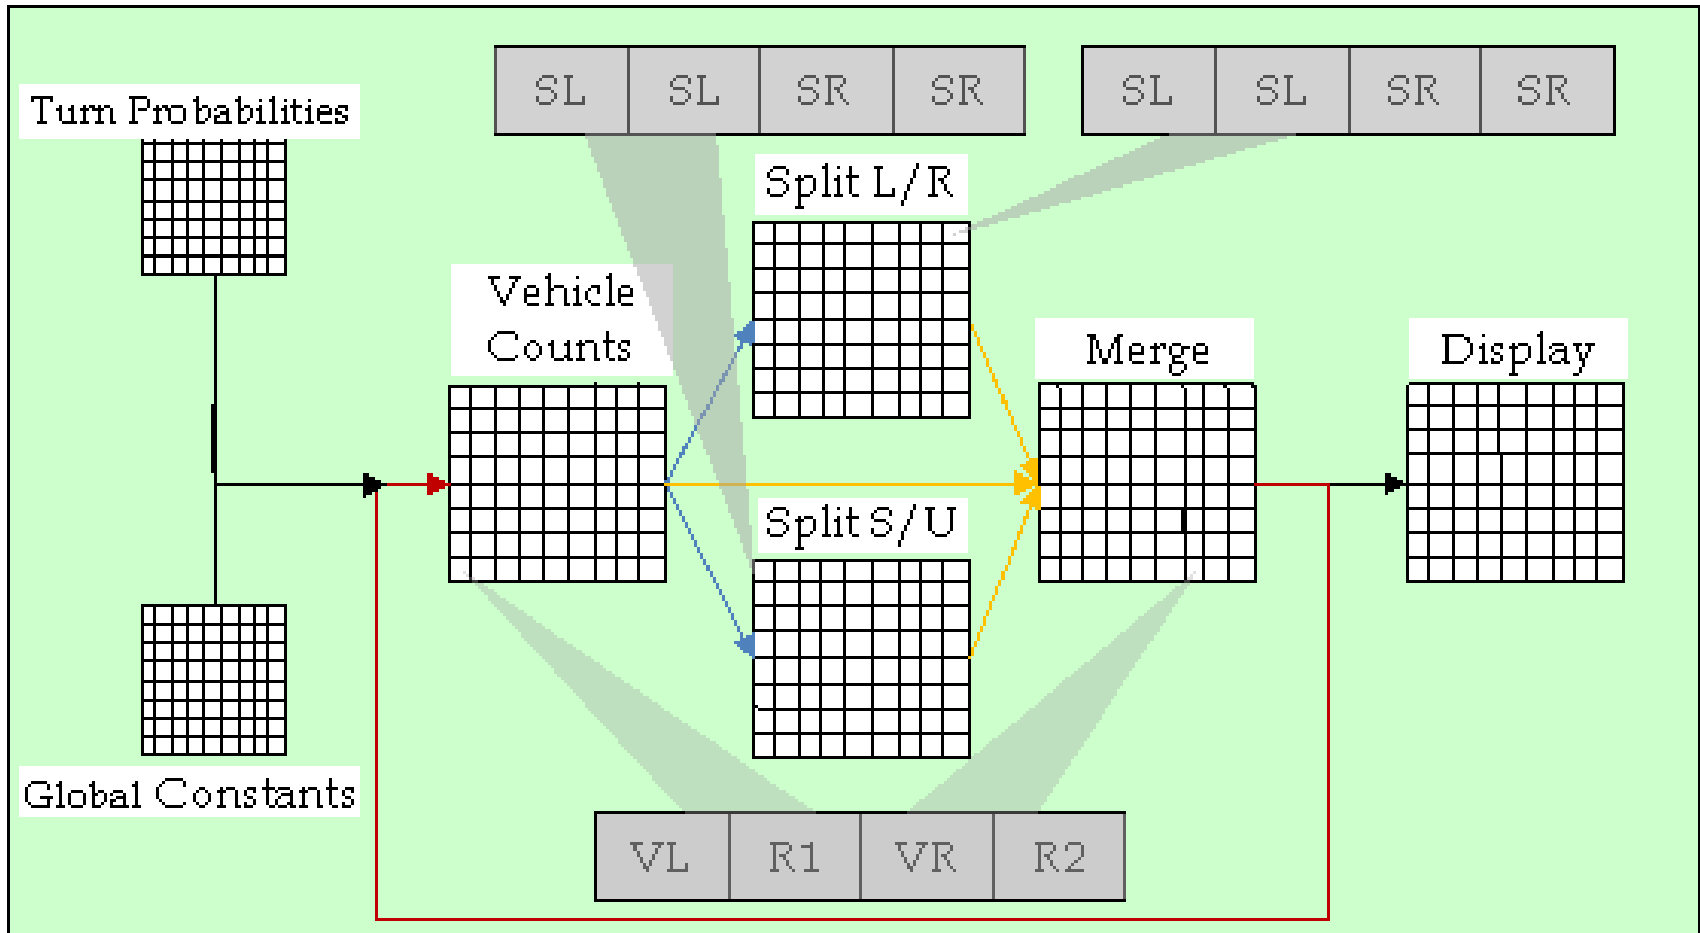 SL SL SR SR
SL SL SR SR
Turn Probabilities
Split L/R
Vehicle
Counts
Merge
Display
Split S/U
Global Constants
VL R1 VR R2